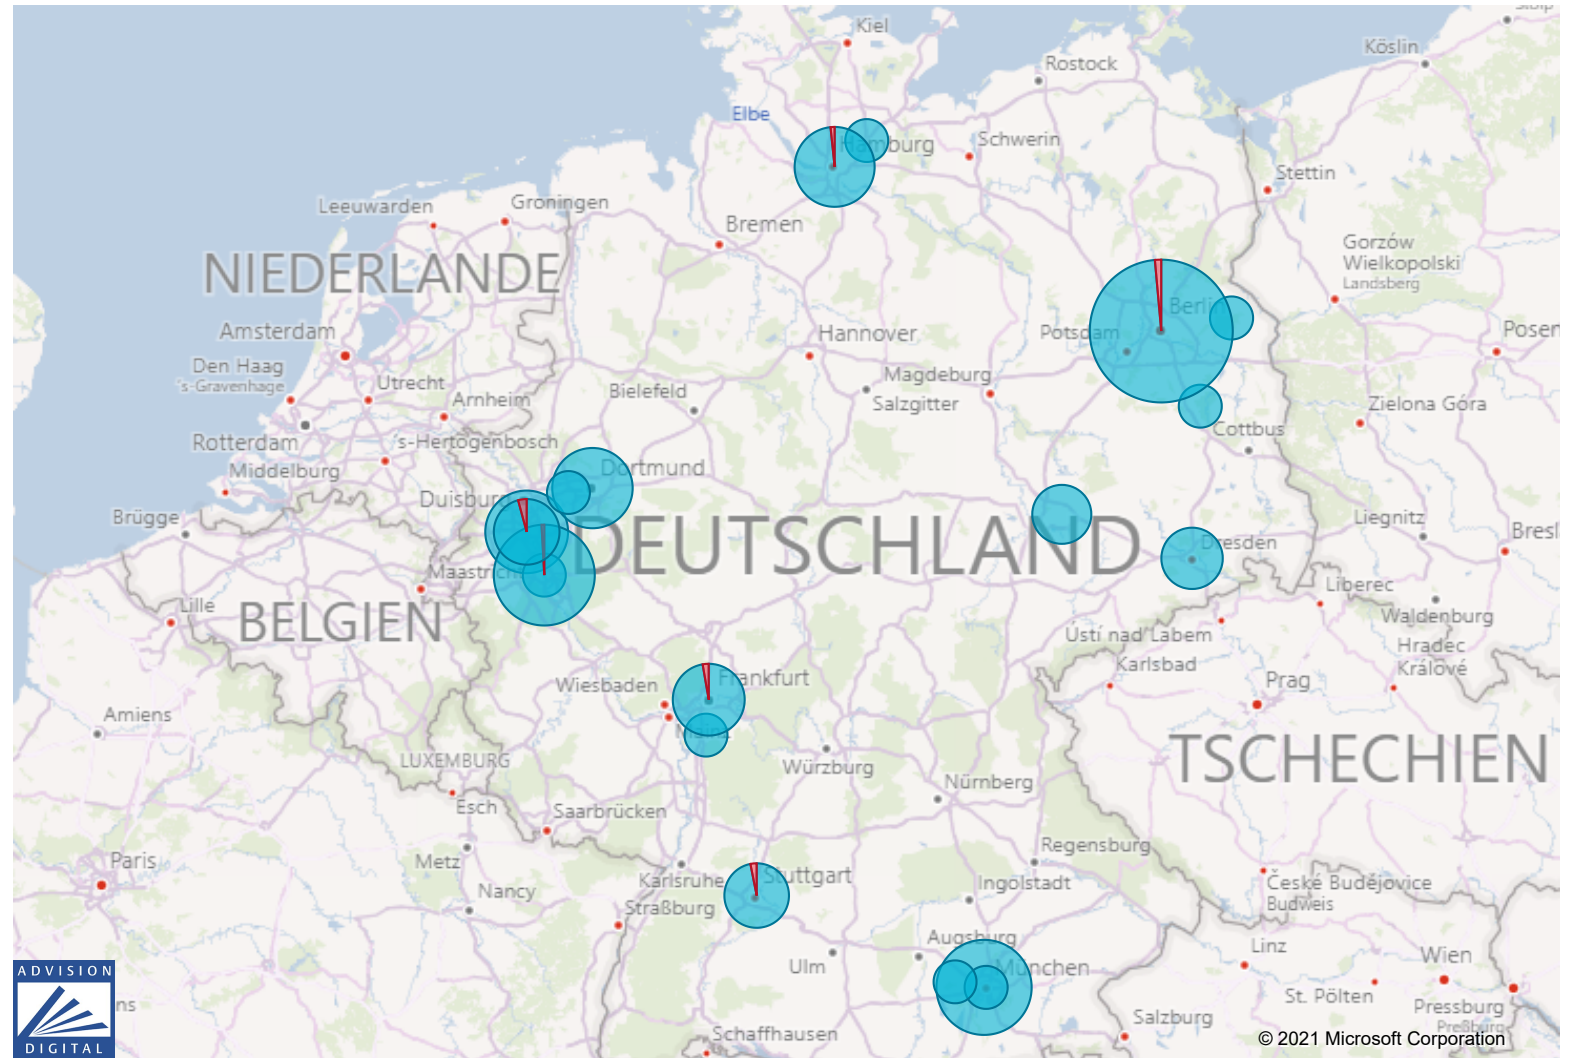 Kiel
Köslin
Rostock
Elbe
Hamburg
Schwerin
Stettin
Leeuwarden
Groningen
Bremen
Gorzów
Wielkopolski
Landsberg
NIEDERLANDE
Berlin
Amsterdam
Hannover
Potsdam
Posen
Den Haag
's-Gravenhage
Utrecht
Magdeburg
Arnheim
Bielefeld
Salzgitter
Zielona Góra
Rotterdam
's-Hertogenbosch
Cottbus
Middelburg
Dortmund
Duisburg
Brügge
Liegnitz
Bresl
DEUTSCHLAND
Dresden
Maastrich
Liberec
Lille
BELGIEN
Waldenburg
Ústí nad Labem
Hradec
Králové
Karlsbad
Wiesbaden
Frankfurt
Prag
Amiens
Mainz
LUXEMBURG
Würzburg
TSCHECHIEN
Nürnberg
Esch
Saarbrücken
Regensburg
Paris
Metz
Karlsruhe
Stuttgart
Nancy
Ingolstadt
České Budějovice
Budweis
Straßburg
Augsburg
Linz
Wien
Ulm
München
St. Pölten
ADVISION
DIGITAL
ns
Pressburg
Preßburg
Salzburg
Schaffhausen
© 2021 Microsoft Corporation